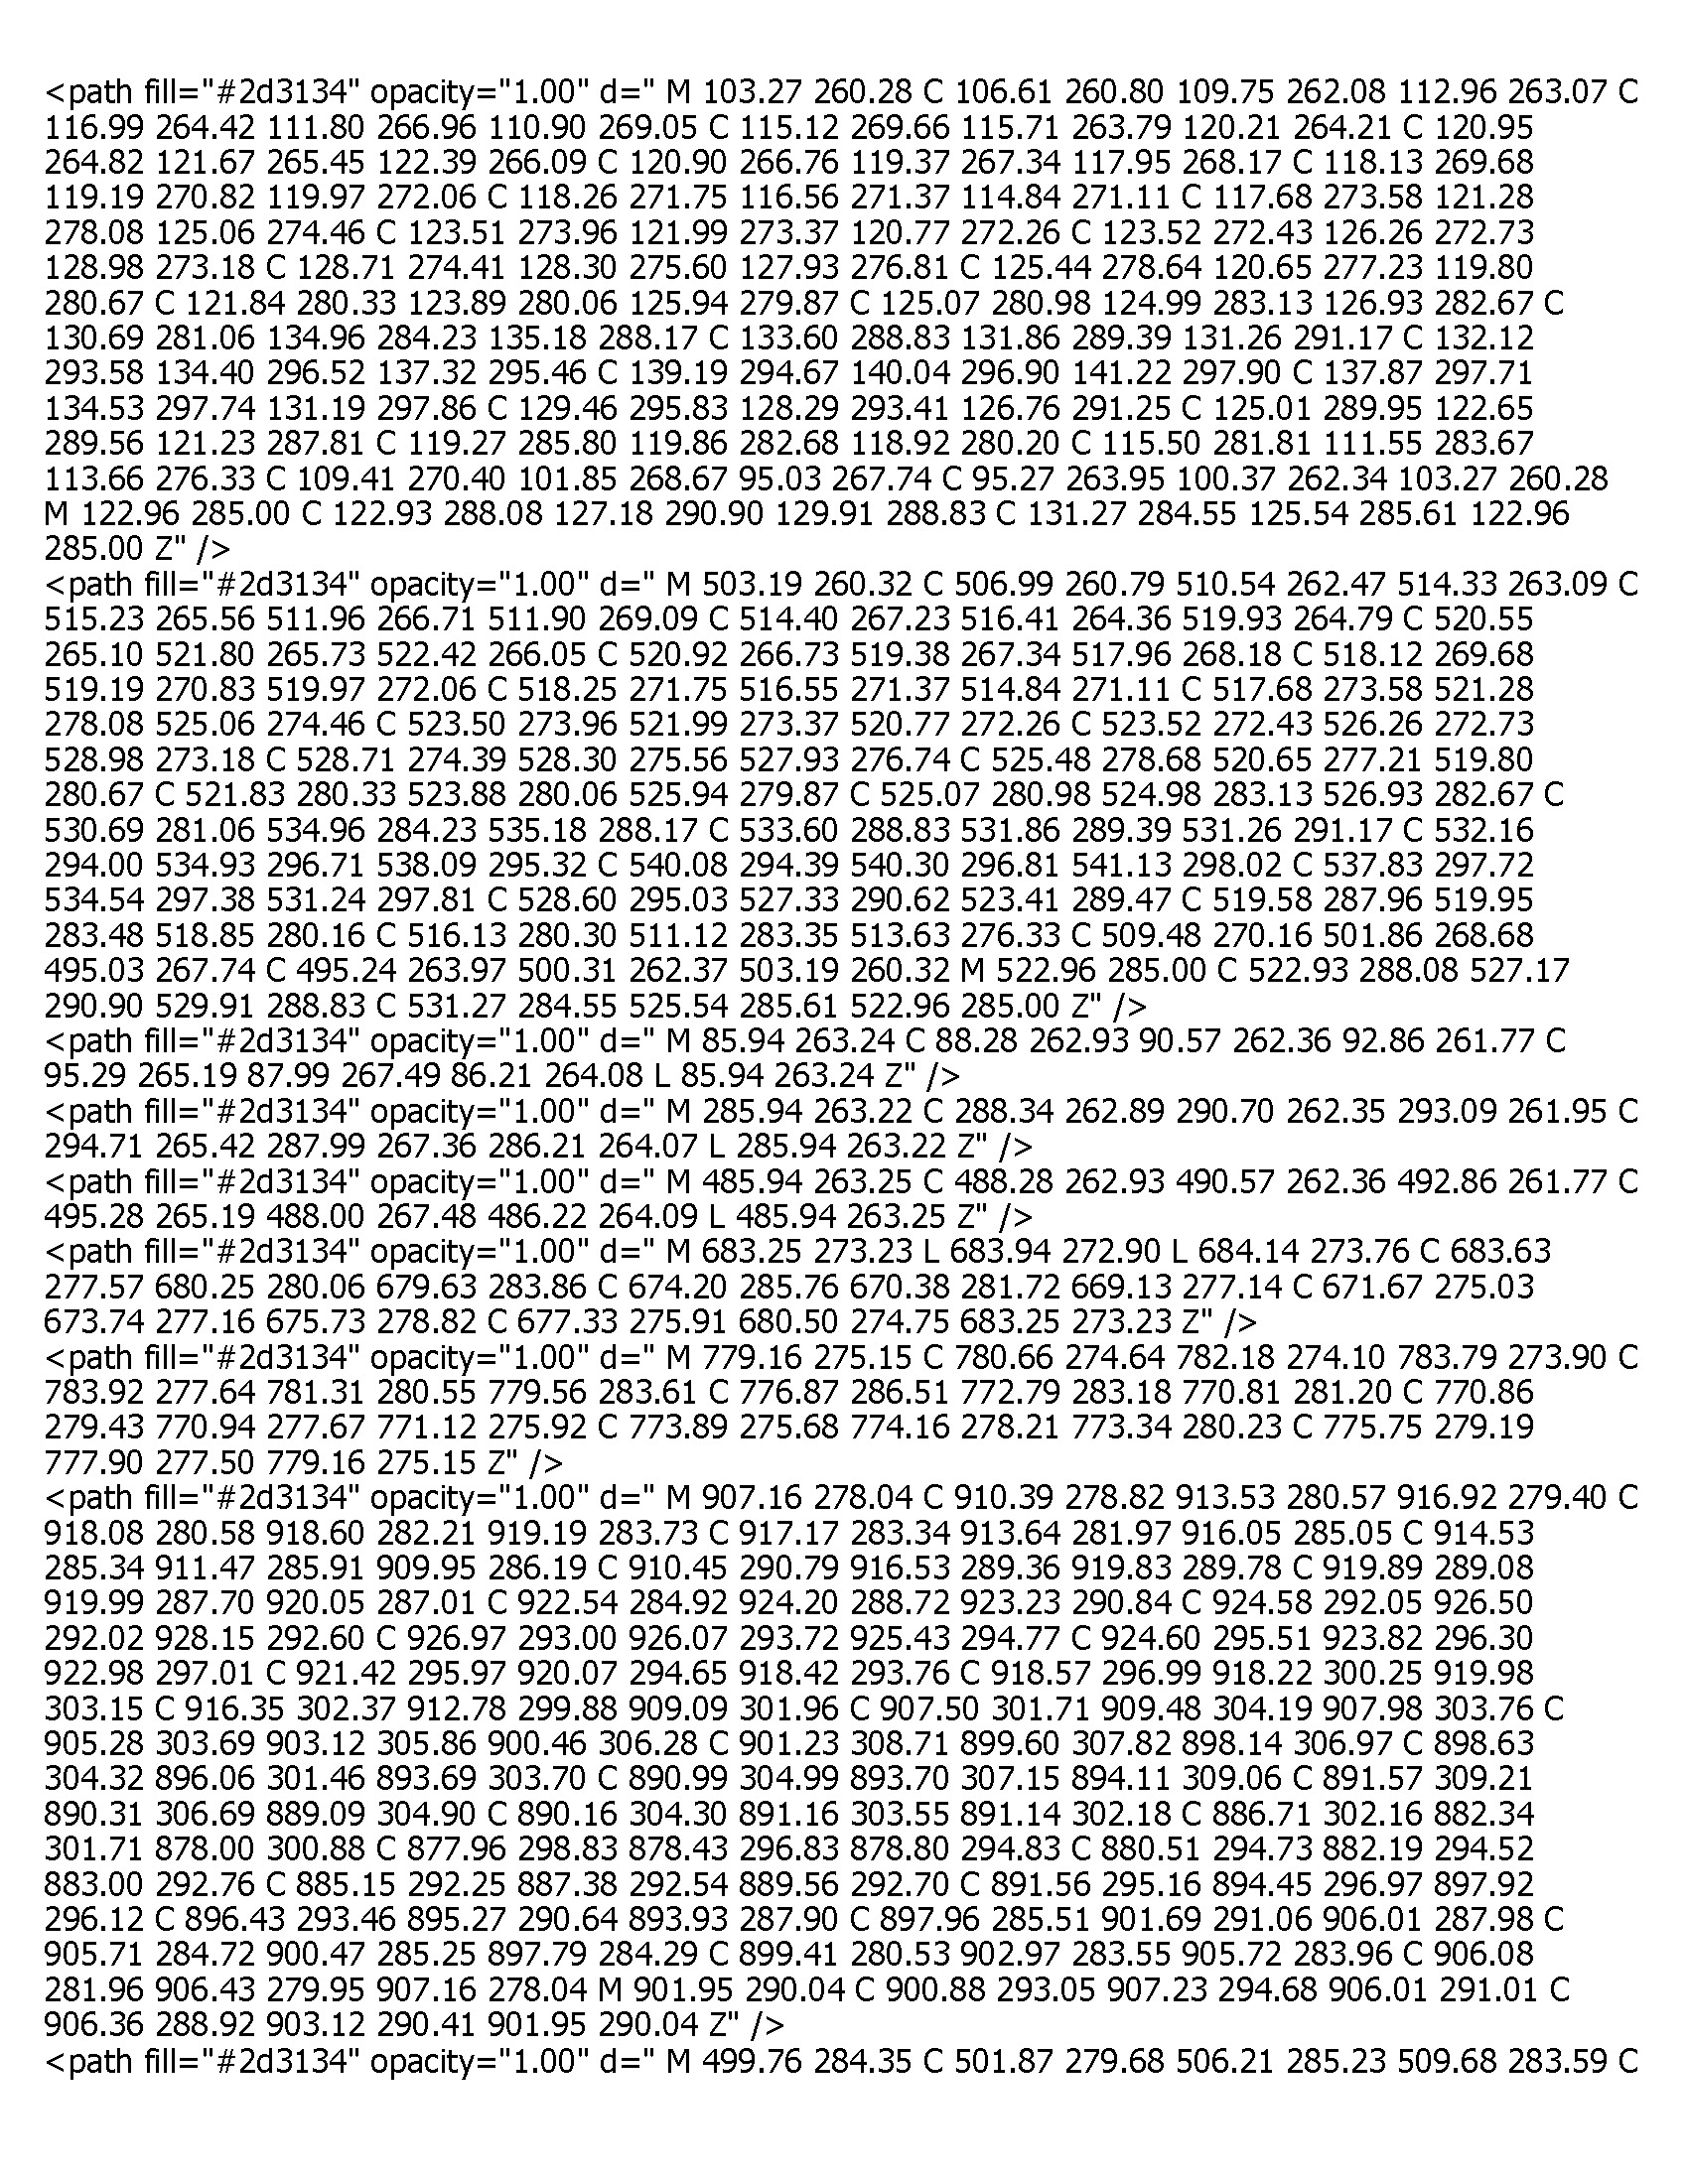 <path fill="#2d3134" opacity="1.00" d=" M 103.27 260.28 C 106.61 260.80 109.75 262.08 112.96 263.07 C
116.99 264.42 111.80 266.96 110.90 269.05 C 115.12 269.66 115.71 263.79 120.21 264.21 C 120.95
264.82 121.67 265.45 122.39 266.09 C 120.90 266.76 119.37 267.34 117.95 268.17 C 118.13 269.68
119.19 270.82 119.97 272.06 C 118.26 271.75 116.56 271.37 114.84 271.11 C 117.68 273.58 121.28
278.08 125.06 274.46 C 123.51 273.96 121.99 273.37 120.77 272.26 C 123.52 272.43 126.26 272.73
128.98 273.18 C 128.71 274.41 128.30 275.60 127.93 276.81 C 125.44 278.64 120.65 277.23 119.80
280.67 C 121.84 280.33 123.89 280.06 125.94 279.87 C 125.07 280.98 124.99 283.13 126.93 282.67 C
130.69 281.06 134.96 284.23 135.18 288.17 C 133.60 288.83 131.86 289.39 131.26 291.17 C 132.12
293.58 134.40 296.52 137.32 295.46 C 139.19 294.67 140.04 296.90 141.22 297.90 C 137.87 297.71
134.53 297.74 131.19 297.86 C 129.46 295.83 128.29 293.41 126.76 291.25 C 125.01 289.95 122.65
289.56 121.23 287.81 C 119.27 285.80 119.86 282.68 118.92 280.20 C 115.50 281.81 111.55 283.67
113.66 276.33 C 109.41 270.40 101.85 268.67 95.03 267.74 C 95.27 263.95 100.37 262.34 103.27 260.28
M 122.96 285.00 C 122.93 288.08 127.18 290.90 129.91 288.83 C 131.27 284.55 125.54 285.61 122.96
285.00 Z" />
<path fill="#2d3134" opacity="1.00" d=" M 503.19 260.32 C 506.99 260.79 510.54 262.47 514.33 263.09 C
515.23 265.56 511.96 266.71 511.90 269.09 C 514.40 267.23 516.41 264.36 519.93 264.79 C 520.55
265.10 521.80 265.73 522.42 266.05 C 520.92 266.73 519.38 267.34 517.96 268.18 C 518.12 269.68
519.19 270.83 519.97 272.06 C 518.25 271.75 516.55 271.37 514.84 271.11 C 517.68 273.58 521.28
278.08 525.06 274.46 C 523.50 273.96 521.99 273.37 520.77 272.26 C 523.52 272.43 526.26 272.73
528.98 273.18 C 528.71 274.39 528.30 275.56 527.93 276.74 C 525.48 278.68 520.65 277.21 519.80
280.67 C 521.83 280.33 523.88 280.06 525.94 279.87 C 525.07 280.98 524.98 283.13 526.93 282.67 C
530.69 281.06 534.96 284.23 535.18 288.17 C 533.60 288.83 531.86 289.39 531.26 291.17 C 532.16
294.00 534.93 296.71 538.09 295.32 C 540.08 294.39 540.30 296.81 541.13 298.02 C 537.83 297.72
534.54 297.38 531.24 297.81 C 528.60 295.03 527.33 290.62 523.41 289.47 C 519.58 287.96 519.95
283.48 518.85 280.16 C 516.13 280.30 511.12 283.35 513.63 276.33 C 509.48 270.16 501.86 268.68
495.03 267.74 C 495.24 263.97 500.31 262.37 503.19 260.32 M 522.96 285.00 C 522.93 288.08 527.17
290.90 529.91 288.83 C 531.27 284.55 525.54 285.61 522.96 285.00 Z" />
<path fill="#2d3134" opacity="1.00" d=" M 85.94 263.24 C 88.28 262.93 90.57 262.36 92.86 261.77 C
95.29 265.19 87.99 267.49 86.21 264.08 L 85.94 263.24 Z" />
<path fill="#2d3134" opacity="1.00" d=" M 285.94 263.22 C 288.34 262.89 290.70 262.35 293.09 261.95 C
294.71 265.42 287.99 267.36 286.21 264.07 L 285.94 263.22 Z" />
<path fill="#2d3134" opacity="1.00" d=" M 485.94 263.25 C 488.28 262.93 490.57 262.36 492.86 261.77 C
495.28 265.19 488.00 267.48 486.22 264.09 L 485.94 263.25 Z" />
<path fill="#2d3134" opacity="1.00" d=" M 683.25 273.23 L 683.94 272.90 L 684.14 273.76 C 683.63
277.57 680.25 280.06 679.63 283.86 C 674.20 285.76 670.38 281.72 669.13 277.14 C 671.67 275.03
673.74 277.16 675.73 278.82 C 677.33 275.91 680.50 274.75 683.25 273.23 Z" />
<path fill="#2d3134" opacity="1.00" d=" M 779.16 275.15 C 780.66 274.64 782.18 274.10 783.79 273.90 C
783.92 277.64 781.31 280.55 779.56 283.61 C 776.87 286.51 772.79 283.18 770.81 281.20 C 770.86
279.43 770.94 277.67 771.12 275.92 C 773.89 275.68 774.16 278.21 773.34 280.23 C 775.75 279.19
777.90 277.50 779.16 275.15 Z" />
<path fill="#2d3134" opacity="1.00" d=" M 907.16 278.04 C 910.39 278.82 913.53 280.57 916.92 279.40 C
918.08 280.58 918.60 282.21 919.19 283.73 C 917.17 283.34 913.64 281.97 916.05 285.05 C 914.53
285.34 911.47 285.91 909.95 286.19 C 910.45 290.79 916.53 289.36 919.83 289.78 C 919.89 289.08
919.99 287.70 920.05 287.01 C 922.54 284.92 924.20 288.72 923.23 290.84 C 924.58 292.05 926.50
292.02 928.15 292.60 C 926.97 293.00 926.07 293.72 925.43 294.77 C 924.60 295.51 923.82 296.30
922.98 297.01 C 921.42 295.97 920.07 294.65 918.42 293.76 C 918.57 296.99 918.22 300.25 919.98
303.15 C 916.35 302.37 912.78 299.88 909.09 301.96 C 907.50 301.71 909.48 304.19 907.98 303.76 C
905.28 303.69 903.12 305.86 900.46 306.28 C 901.23 308.71 899.60 307.82 898.14 306.97 C 898.63
304.32 896.06 301.46 893.69 303.70 C 890.99 304.99 893.70 307.15 894.11 309.06 C 891.57 309.21
890.31 306.69 889.09 304.90 C 890.16 304.30 891.16 303.55 891.14 302.18 C 886.71 302.16 882.34
301.71 878.00 300.88 C 877.96 298.83 878.43 296.83 878.80 294.83 C 880.51 294.73 882.19 294.52
883.00 292.76 C 885.15 292.25 887.38 292.54 889.56 292.70 C 891.56 295.16 894.45 296.97 897.92
296.12 C 896.43 293.46 895.27 290.64 893.93 287.90 C 897.96 285.51 901.69 291.06 906.01 287.98 C
905.71 284.72 900.47 285.25 897.79 284.29 C 899.41 280.53 902.97 283.55 905.72 283.96 C 906.08
281.96 906.43 279.95 907.16 278.04 M 901.95 290.04 C 900.88 293.05 907.23 294.68 906.01 291.01 C
906.36 288.92 903.12 290.41 901.95 290.04 Z" />
<path fill="#2d3134" opacity="1.00" d=" M 499.76 284.35 C 501.87 279.68 506.21 285.23 509.68 283.59 C